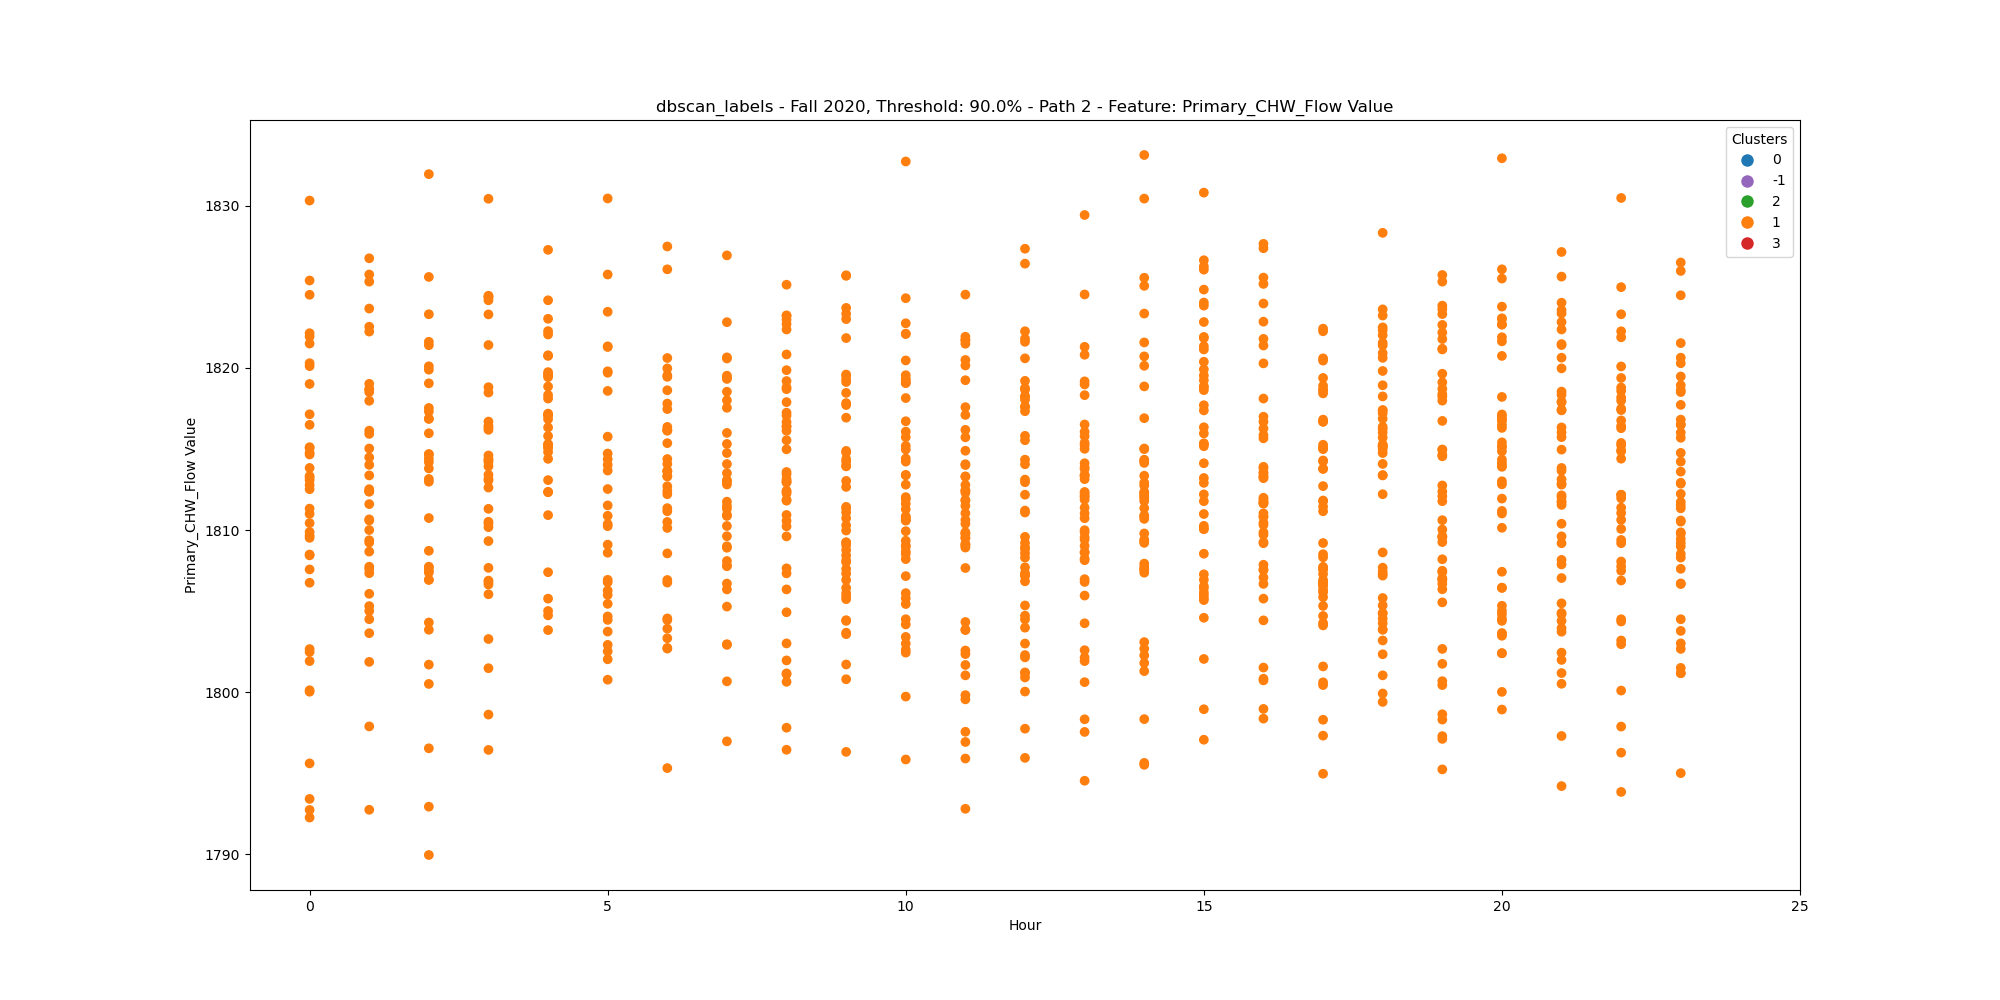 dbscan_labels - Fall 2020, Threshold: 90.0% - Path 2 - Feature: Primary_CHW_Flow Value
Clusters
0
-1
2
1
3
Primary_CHW_Flow Value
1830
1820
1810
1800
1790
0 5 10 15 20 25
Hour